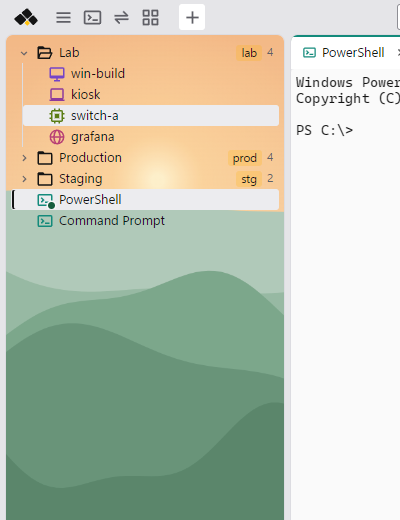 Lab lab 4
win-build
kiosk
switch-a
grafana
Production prod 4
Staging stg 2
PowerShell
Command Prompt
PowerShell
Windows Power
Copyright (C)
PS C:\>